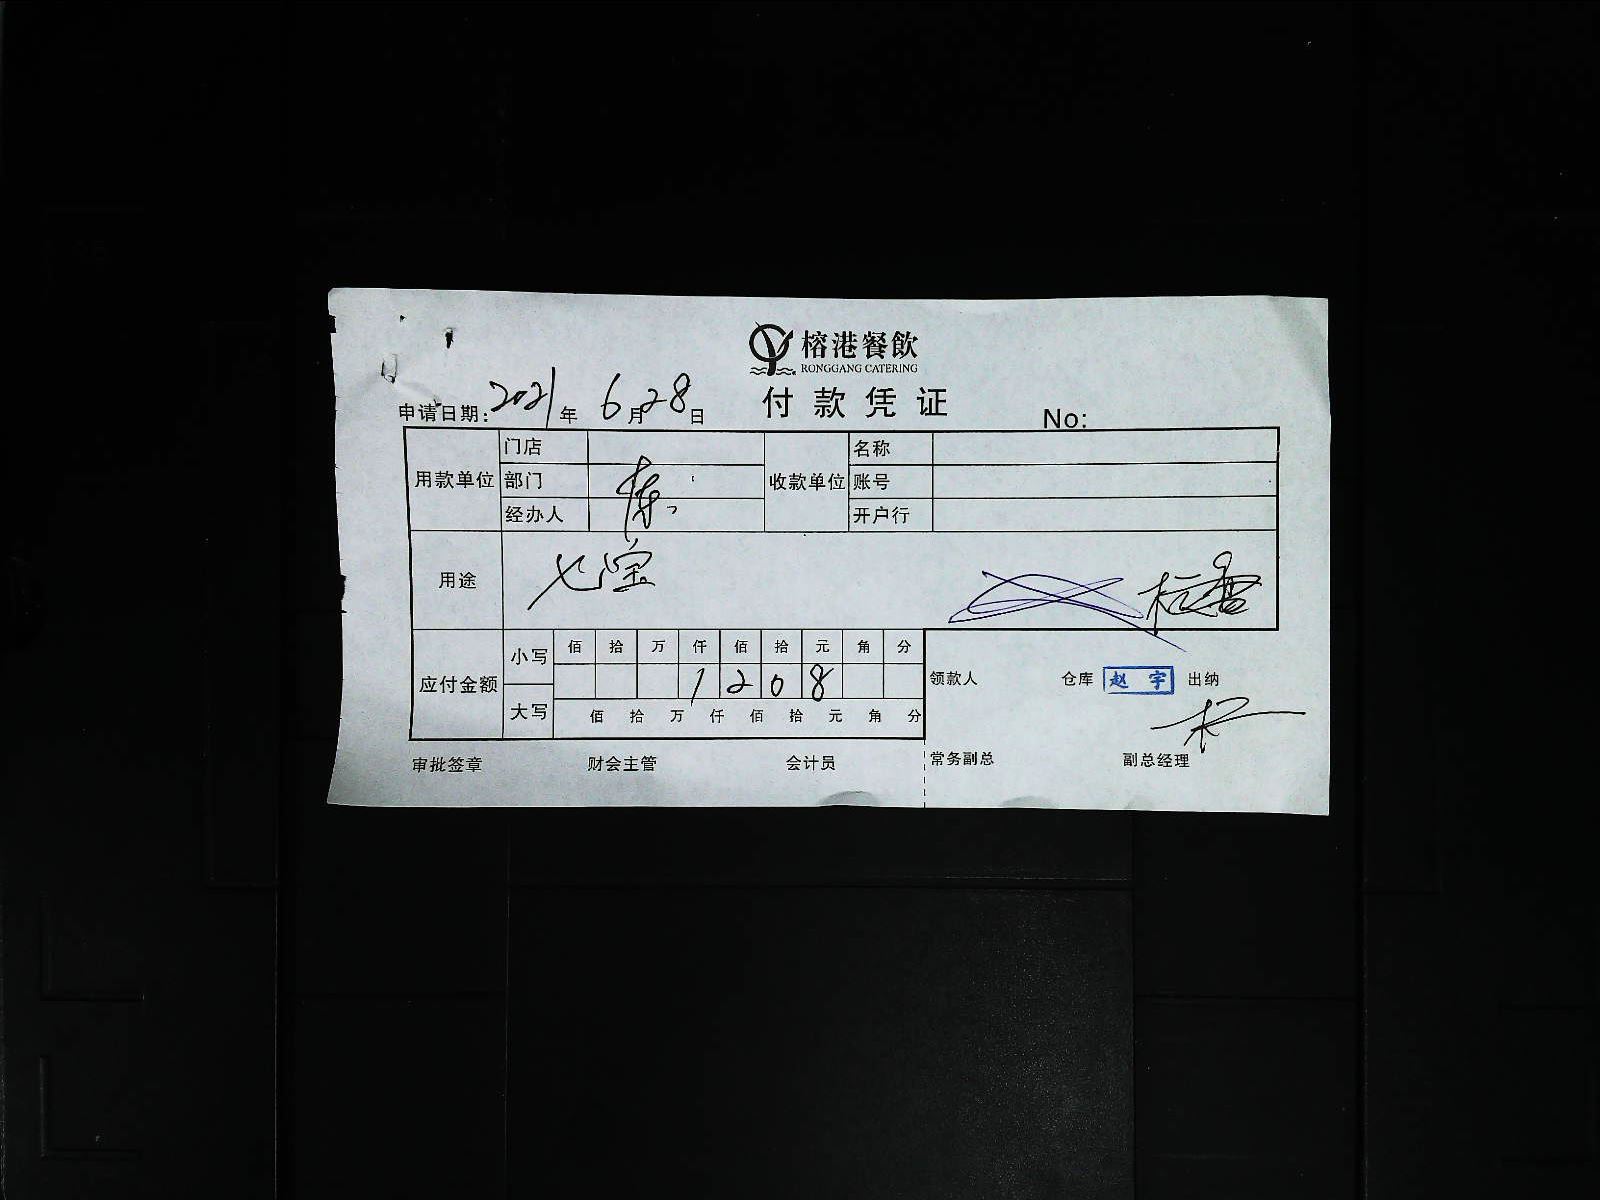 榕港餐飲
RONGGANG CATERING
付款凭证
申请日期: 2021年 6月28日 No:
用款单位 门店 收款单位 名称
部门 账号
经办人 开户行
用途 七宝
应付金额 小写 佰 拾 万 仟 佰 拾 元 角 分
1 2 0 8
大写 佰 拾 万 仟 佰 拾 元 角 分
领款人 仓库 赵宇 出纳
审批签章 财会主管 会计员 常务副总 副总经理